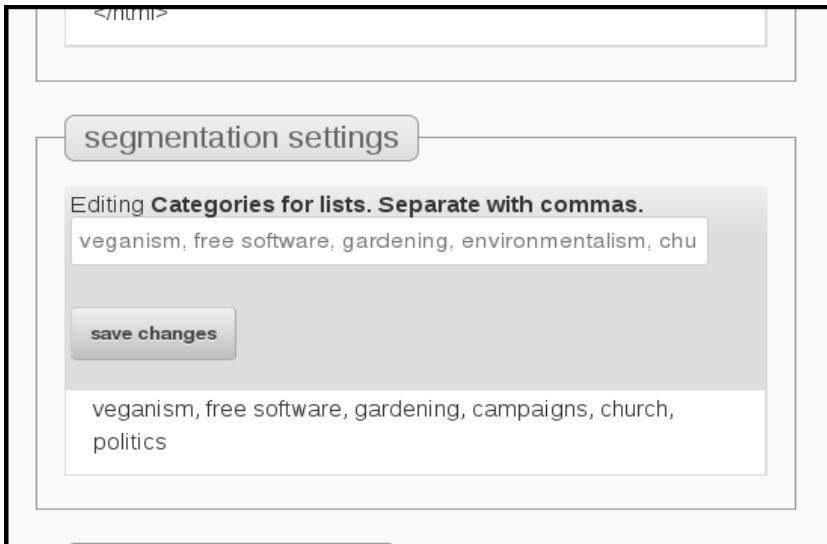 </html>
segmentation settings
Editing Categories for lists. Separate with commas.
veganism, free software, gardening, environmentalism, chu
save changes
veganism, free software, gardening, campaigns, church,
politics